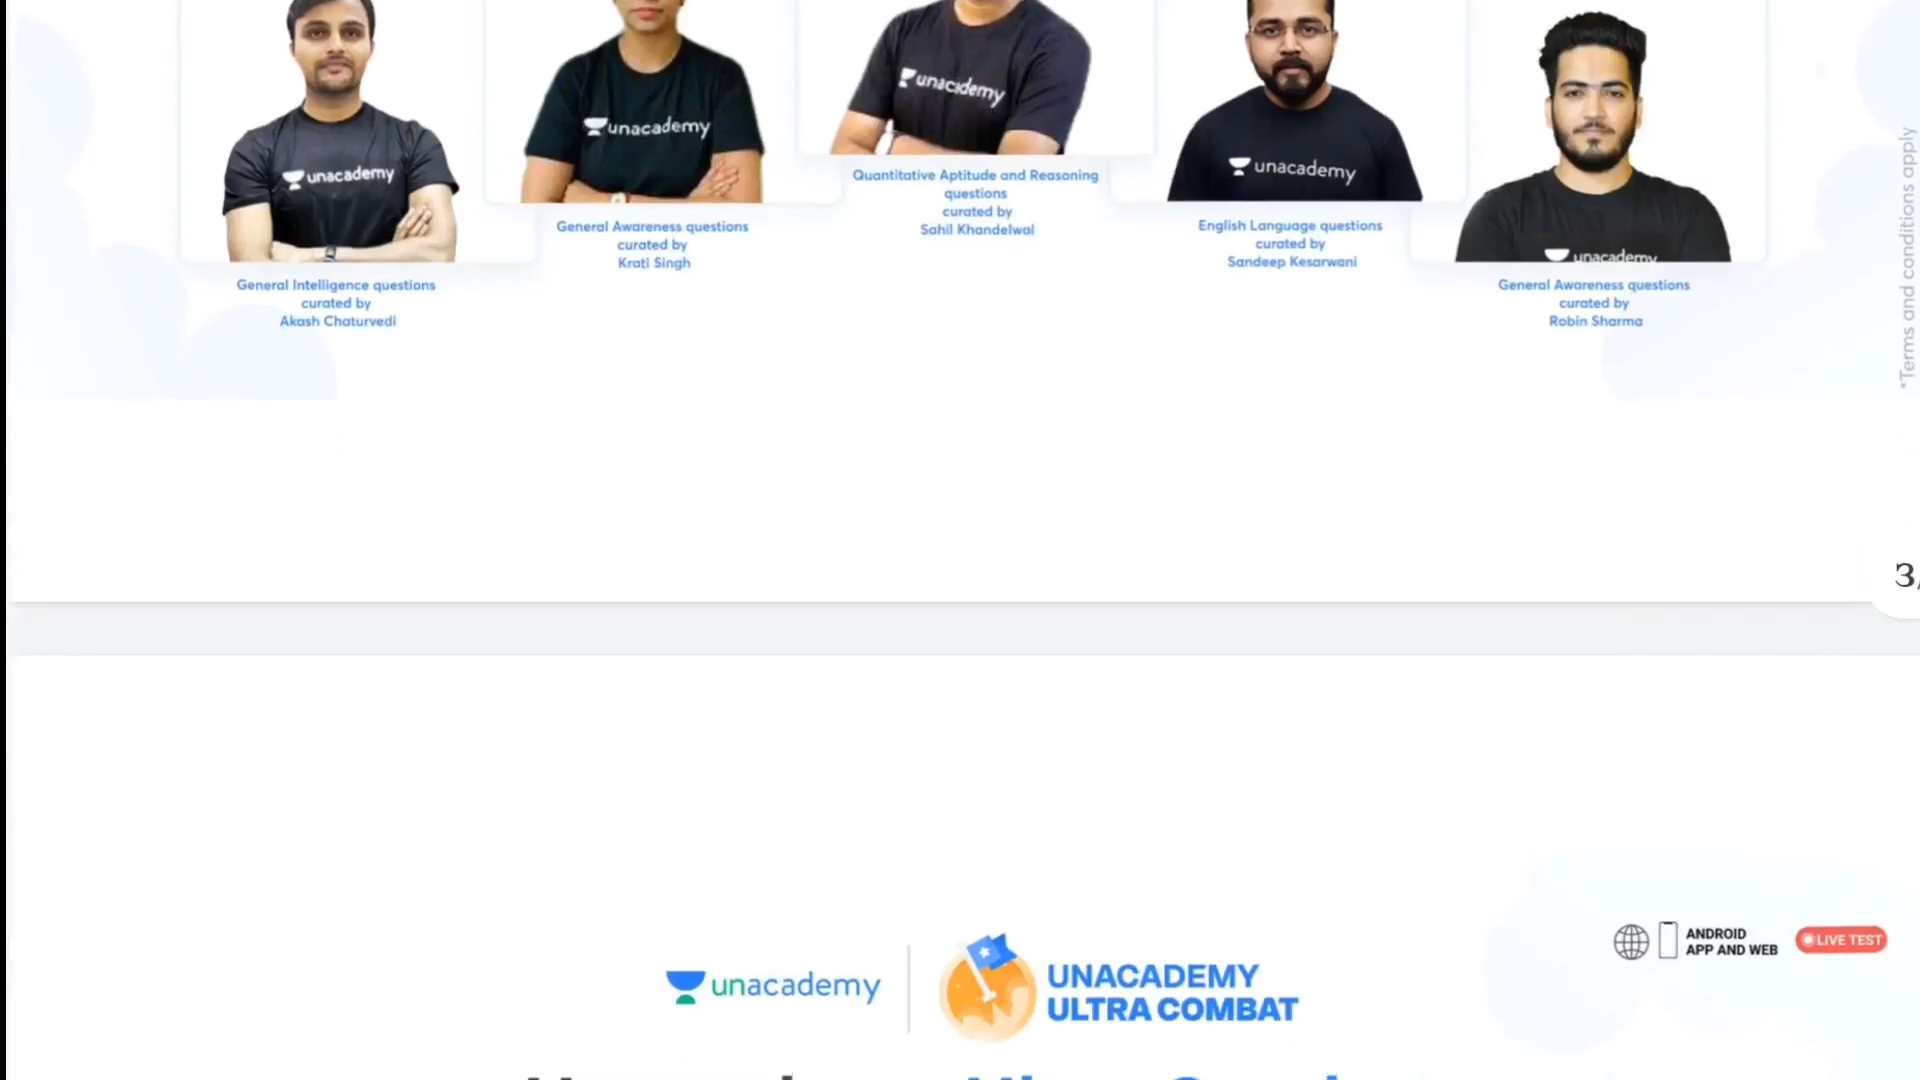 unacademy
unacademy
unacademy
unacademy
unacademy
General Intelligence questions
curated by
Akash Chaturvedi
General Awareness questions
curated by
Krati Singh
Quantitative Aptitude and Reasoning
questions
curated by
Sahil Khandelwal
English Language questions
curated by
Sandeep Kesarwani
General Awareness questions
curated by
Robin Sharma
*Terms and conditions apply
3/
ANDROID
APP AND WEB
LIVE TEST
unacademy
UNACADEMY
ULTRA COMBAT